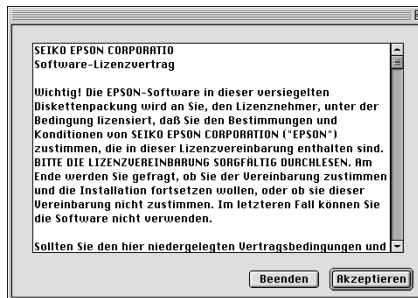 SEIKO EPSON CORPORATIO
Software-Lizenzvertrag
Wichtig! Die EPSON-Software in dieser versiegelten
Diskettenpackung wird an Sie, den Lizenznehmer, unter der
Bedingung lizensiert, daß Sie den Bestimmungen und
Konditionen von SEIKO EPSON CORPORATION ("EPSON")
zustimmen, die in dieser Lizenzvereinbarung enthalten sind.
BITTE DIE LIZENZVEREINBARUNG SORGFÄLTIG DURCHLESEN. Am
Ende werden Sie gefragt, ob Sie der Vereinbarung zustimmen
und die Installation fortsetzen wollen, oder ob sie dieser
Vereinbarung nicht zustimmen. Im letzteren Fall können Sie
die Software nicht verwenden.
Sollten Sie den hier niedergelegten Vertragsbedingungen und
Beenden
Akzeptieren